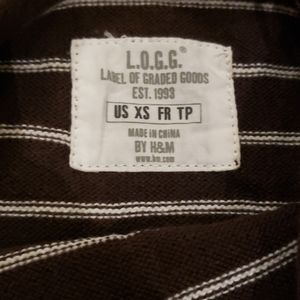 L.O.G.G.®
LABEL OF GRADED GOODS
EST. 1993
US XS FR TP
MADE IN CHINA
BY H&M
www.hm.com